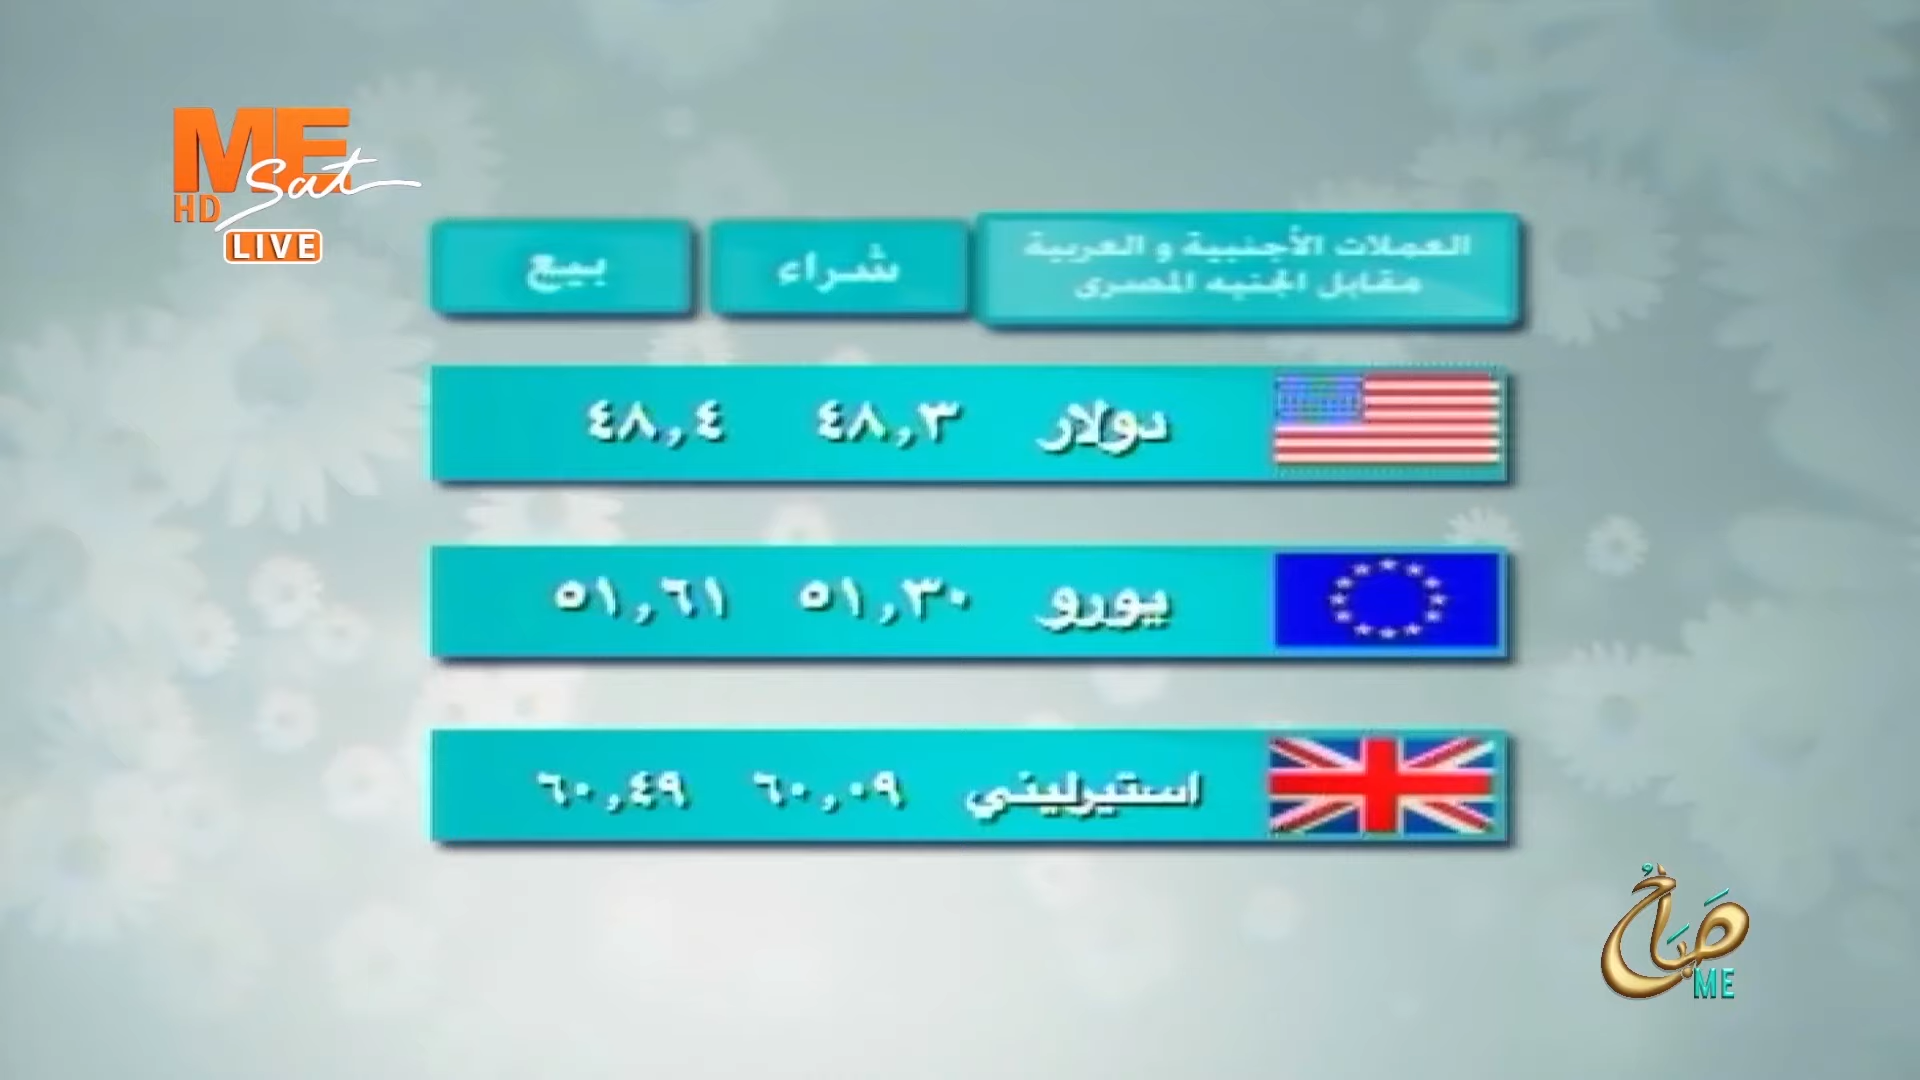 ME
Sat
HD
LIVE
العملات الأجنبية و العربية
مقابل الجنيه المصرى
شراء
بيع
دولار ٤٨,٣ ٤٨,٤
يورو ٥١,٣٠ ٥١,٦١
استيرليني ٦٠,٠٩ ٦٠,٤٩
صَبَاحُ
ME